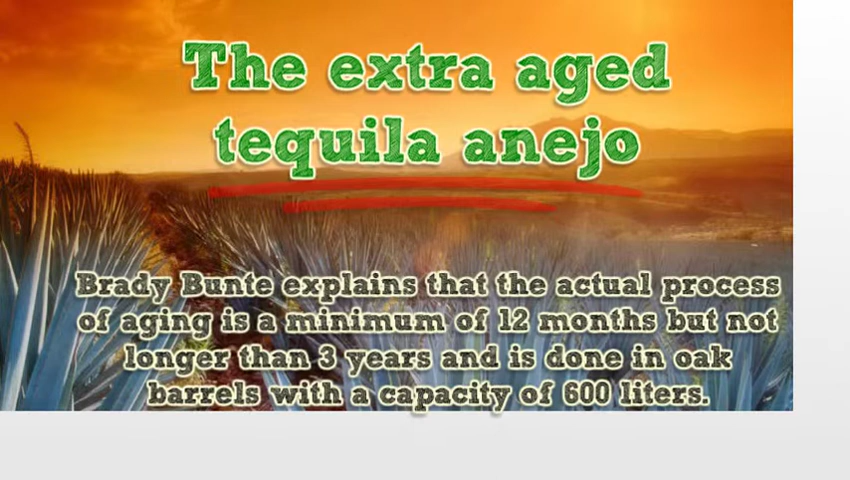 The extra aged
tequila anejo
Brady Bunte explains that the actual process
of aging is a minimum of 12 months but not
longer than 3 years and is done in oak
barrels with a capacity of 600 liters.